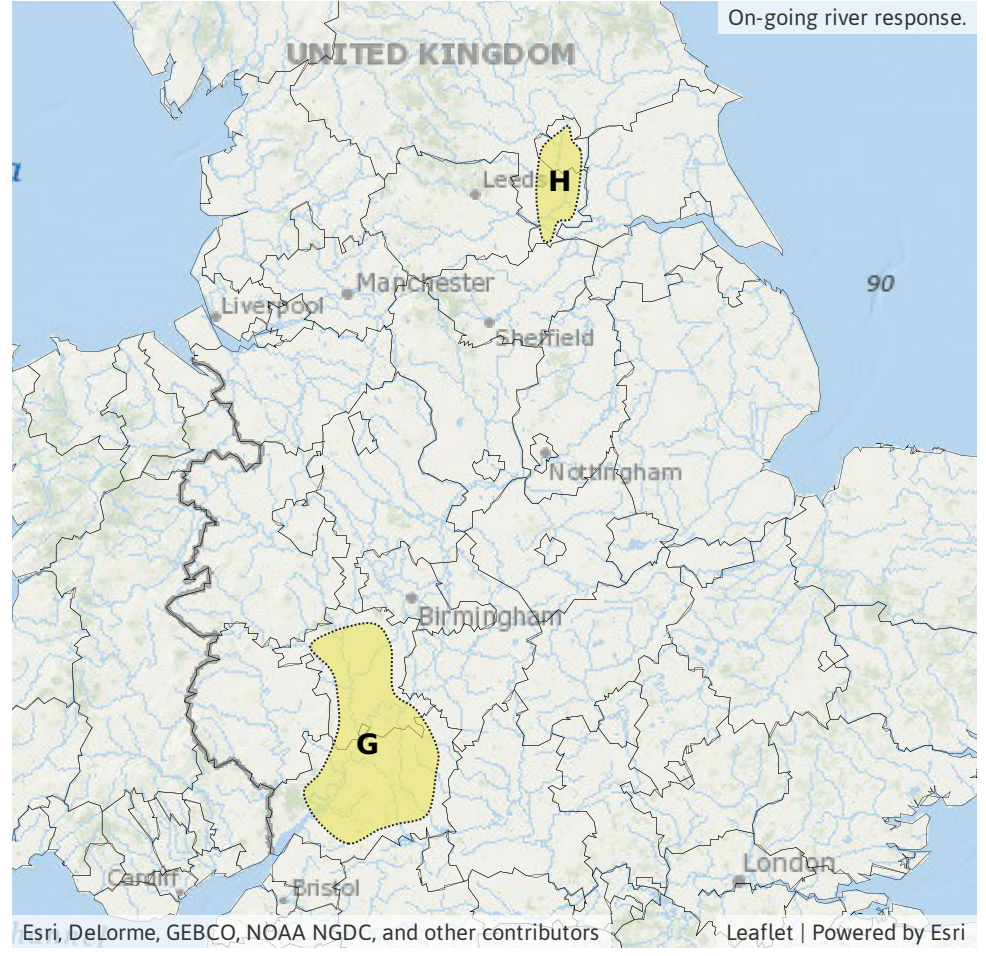 On-going river response.
UNITED KINGDOM
Leeds
H
Manchester
90
Liverpool
Sheffield
Nottingham
Birmingham
G
London
Cardiff
Bristol
Esri, DeLorme, GEBCO, NOAA NGDC, and other contributors
Leaflet | Powered by Esri